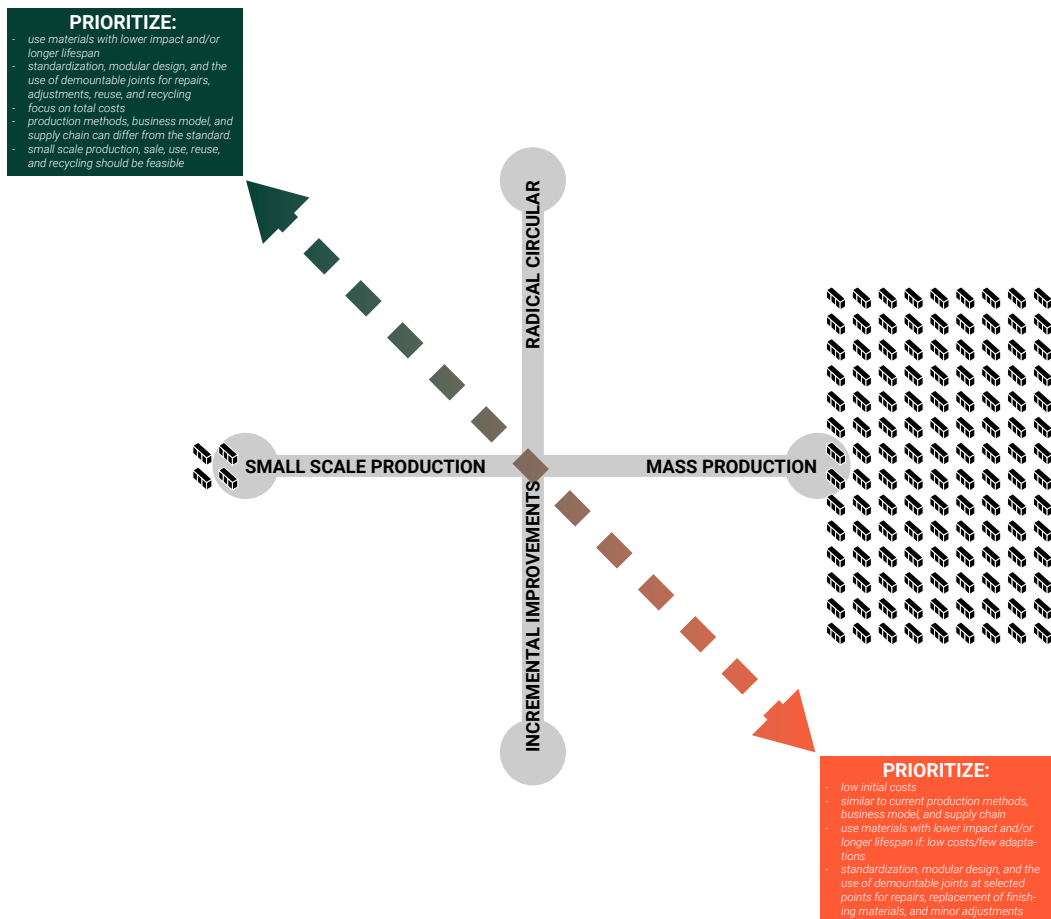 PRIORITIZE:
- use materials with lower impact and/or
longer lifespan
- standardization, modular design, and the
use of demountable joints for repairs,
adjustments, reuse, and recycling
- focus on total costs
- production methods, business model, and
supply chain can differ from the standard.
- small scale production, sale, use, reuse,
and recycling should be feasible
RADICAL CIRCULAR
SMALL SCALE PRODUCTION
MASS PRODUCTION
INCREMENTAL IMPROVEMENTS
PRIORITIZE:
- low initial costs
- similar to current production methods,
business model, and supply chain
- use materials with lower impact and/or
longer lifespan if: low costs/few adapta-
tions
- standardization, modular design, and the
use of demountable joints at selected
points for repairs, replacement of finish-
ing materials, and minor adjustments